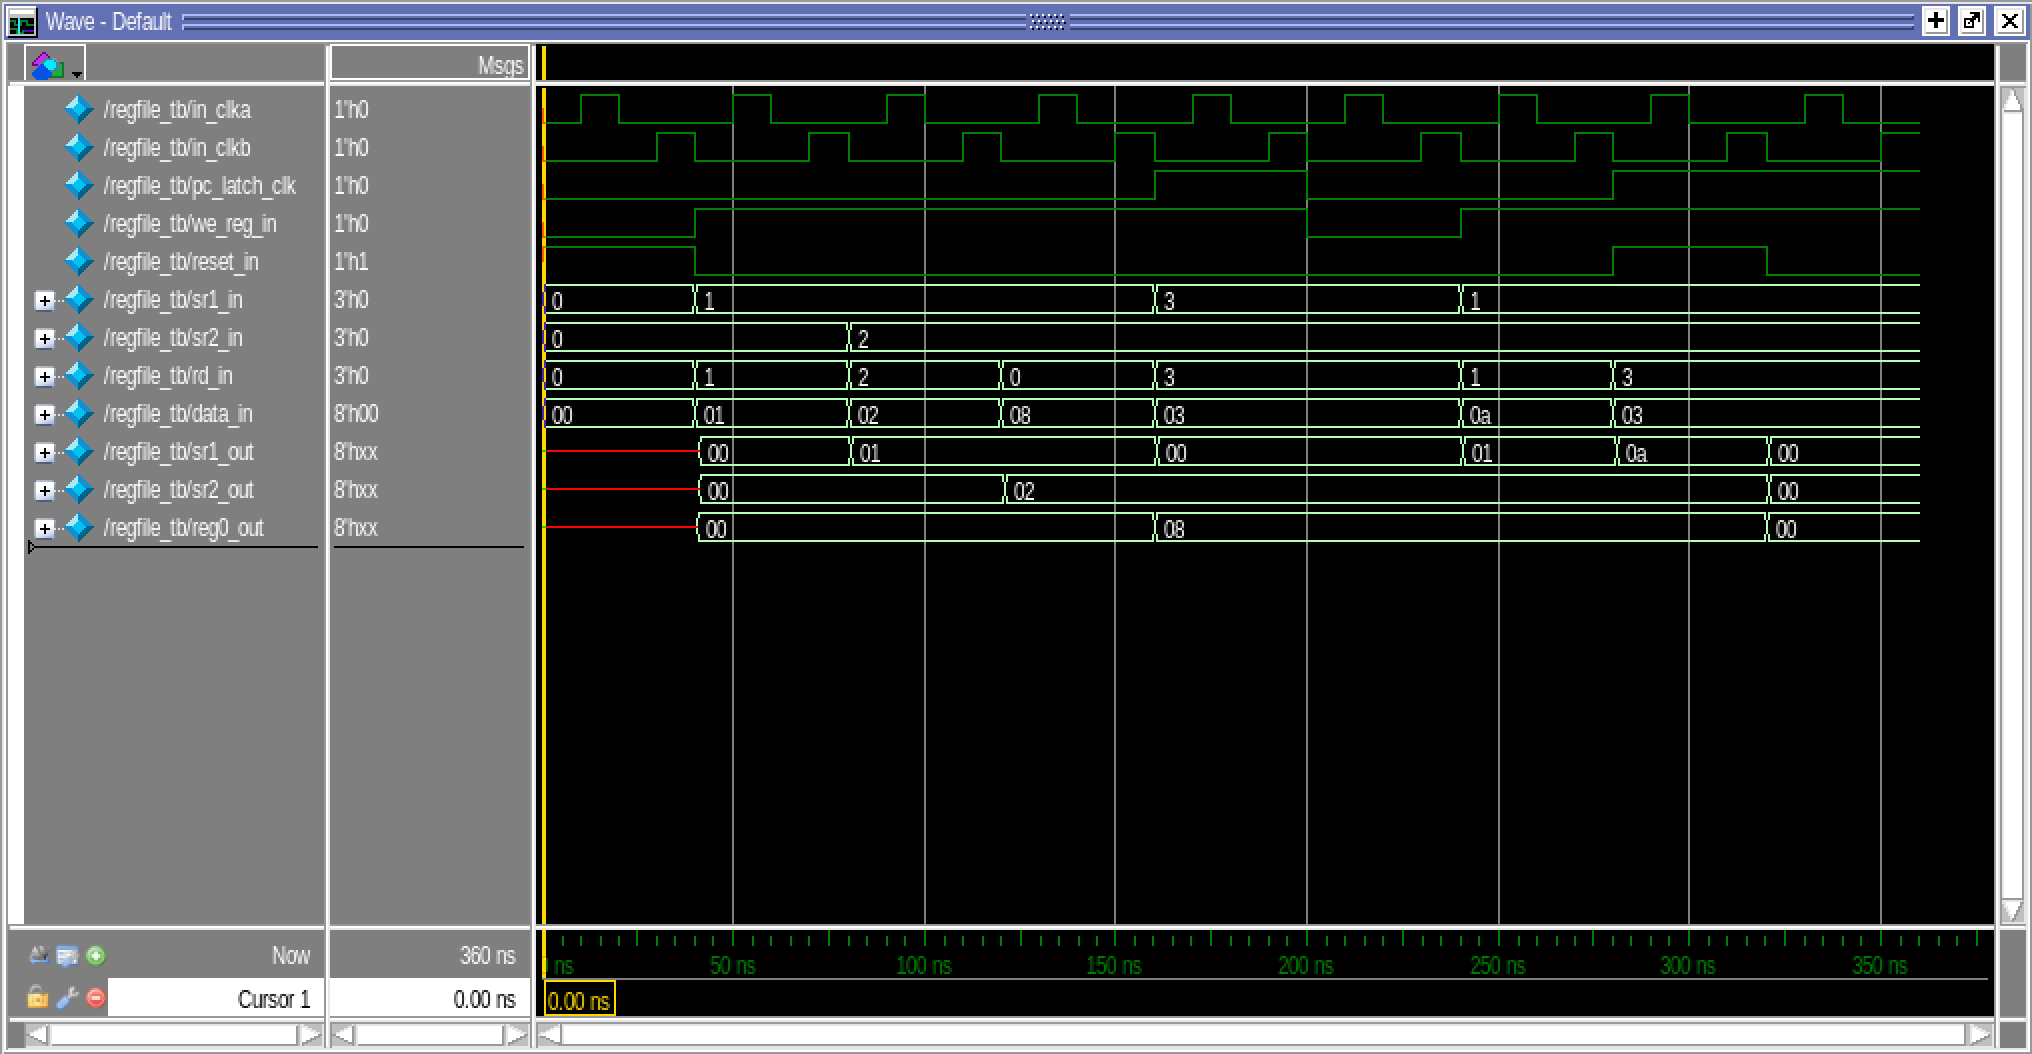 Wave - Default
Msgs
/regfile_tb/in_clka 1'h0
/regfile_tb/in_clkb 1'h0
/regfile_tb/pc_latch_clk 1'h0
/regfile_tb/we_reg_in 1'h0
/regfile_tb/reset_in 1'h1
/regfile_tb/sr1_in 3'h0 0 1 3 1
/regfile_tb/sr2_in 3'h0 0 2
/regfile_tb/rd_in 3'h0 0 1 2 0 3 1 3
/regfile_tb/data_in 8'h00 00 01 02 08 03 0a 03
/regfile_tb/sr1_out 8'hxx 00 01 00 01 0a 00
/regfile_tb/sr2_out 8'hxx 00 02 00
/regfile_tb/reg0_out 8'hxx 00 08 00
Now 360 ns ns 50 ns 100 ns 150 ns 200 ns 250 ns 300 ns 350 ns
Cursor 1 0.00 ns 0.00 ns